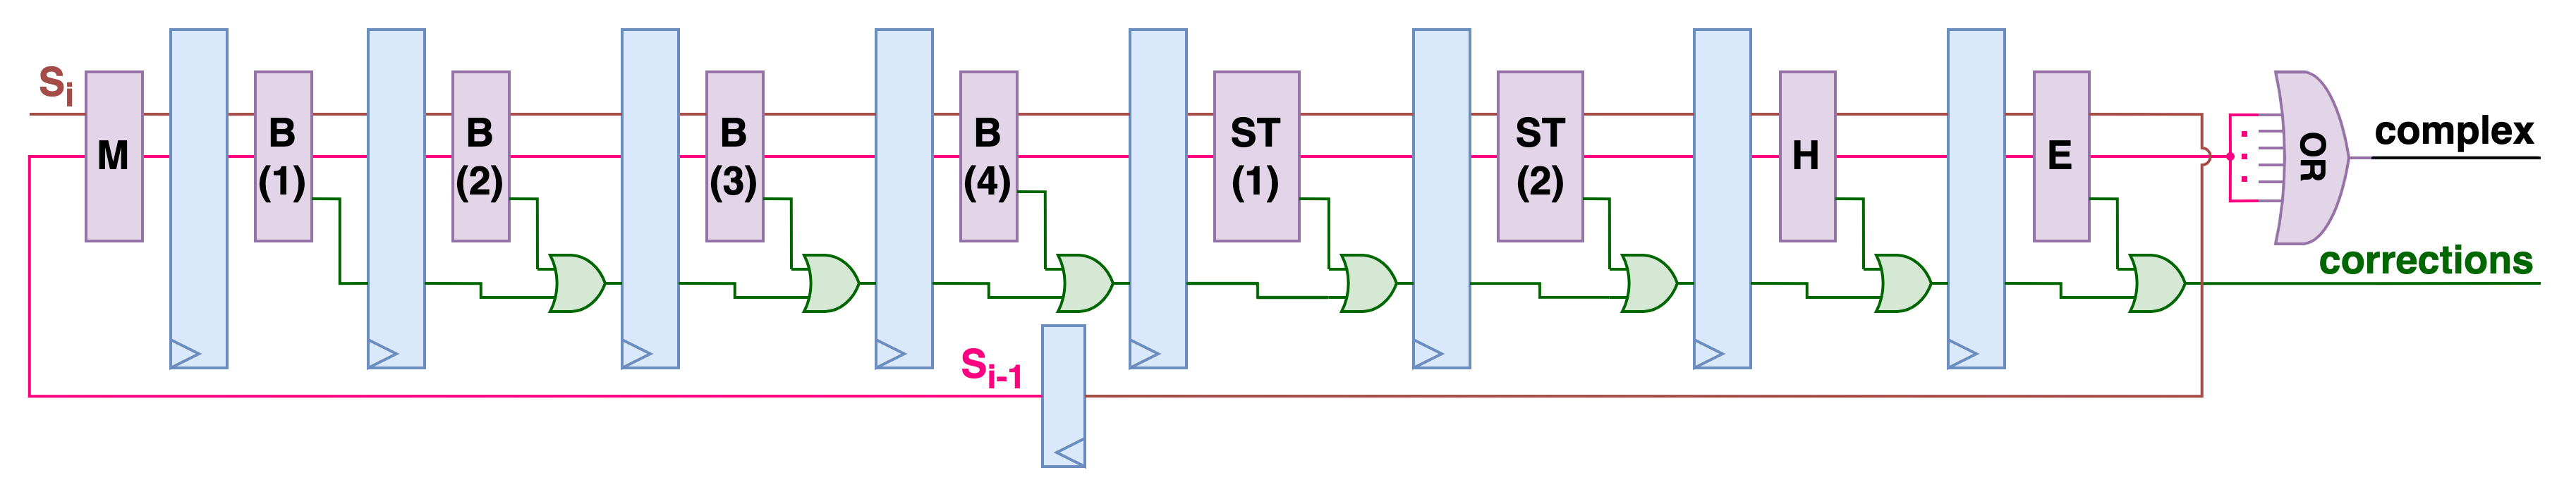 Si
M
B
(1)
B
(2)
B
(3)
B
(4)
ST
(1)
ST
(2)
H
E
OR
complex
corrections
Si-1